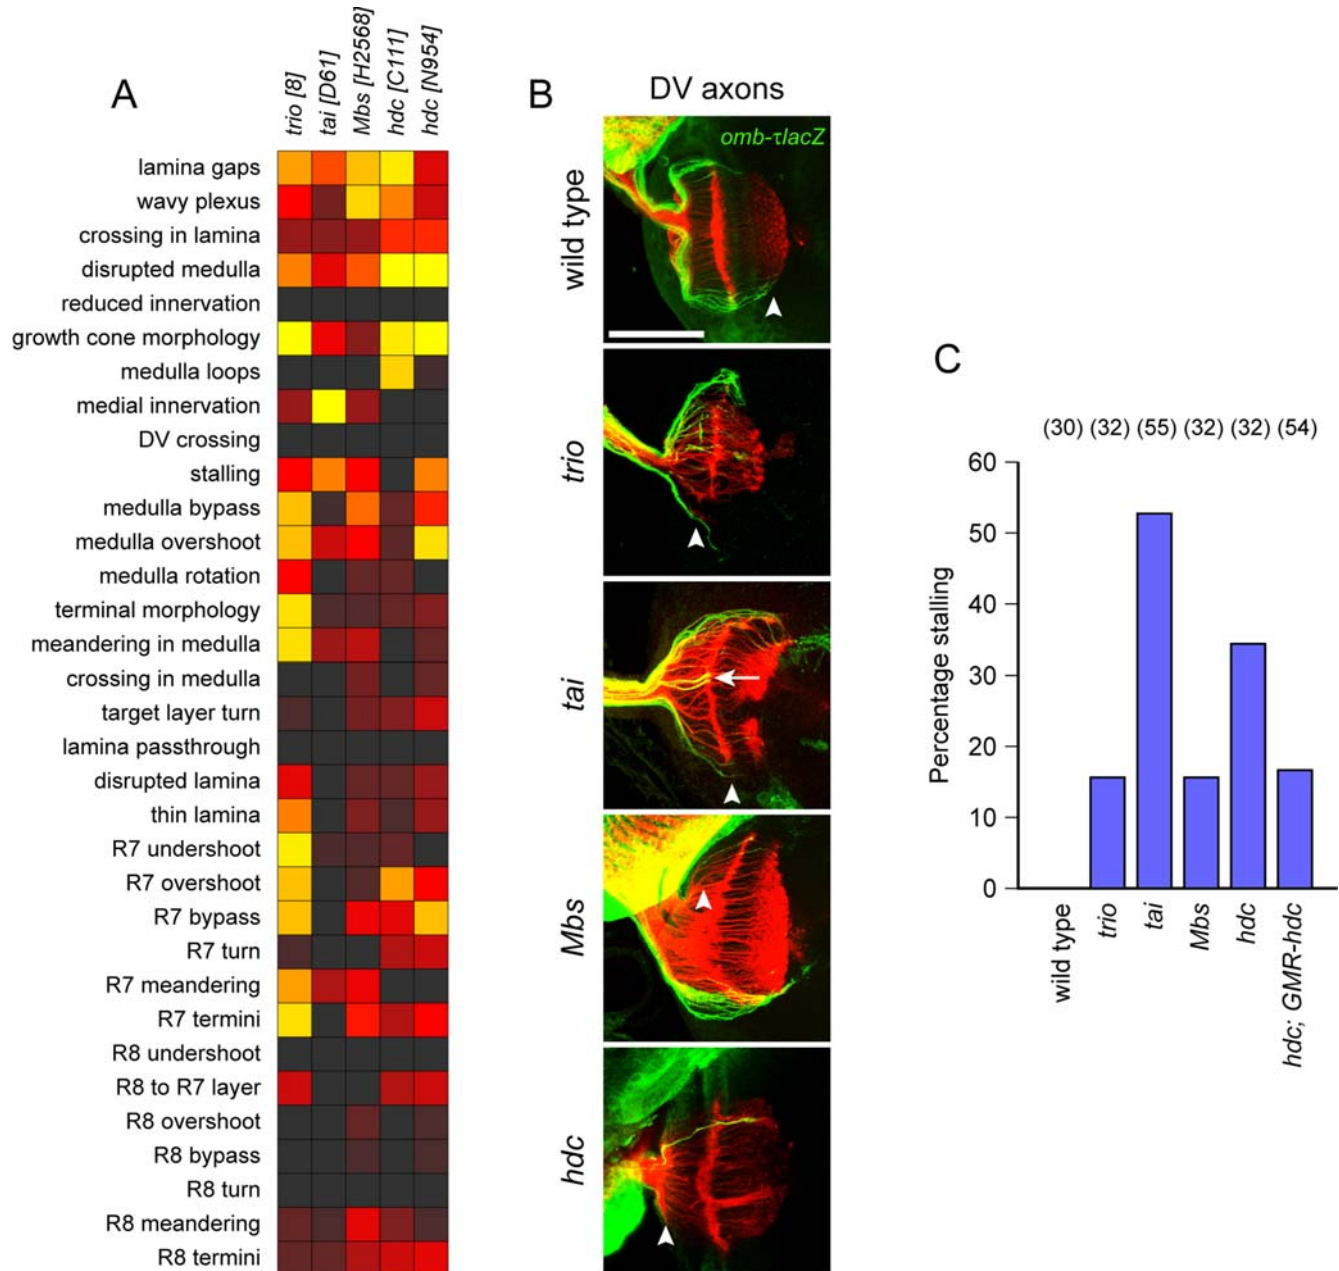 A
trio [8]
tai [D61]
Mbs [H2568]
hdc [C111]
hdc [N954]
lamina gaps
wavy plexus
crossing in lamina
disrupted medulla
reduced innervation
growth cone morphology
medulla loops
medial innervation
DV crossing
stalling
medulla bypass
medulla overshoot
medulla rotation
terminal morphology
meandering in medulla
crossing in medulla
target layer turn
lamina passthrough
disrupted lamina
thin lamina
R7 undershoot
R7 overshoot
R7 bypass
R7 turn
R7 meandering
R7 termini
R8 undershoot
R8 to R7 layer
R8 overshoot
R8 bypass
R8 turn
R8 meandering
R8 termini
B
DV axons
omb-τlacZ
wild type
trio
tai
Mbs
hdc
C
(30) (32) (55) (32) (32) (54)
Percentage stalling
60
50
40
30
20
10
0
wild type
trio
tai
Mbs
hdc
hdc; GMR-hdc